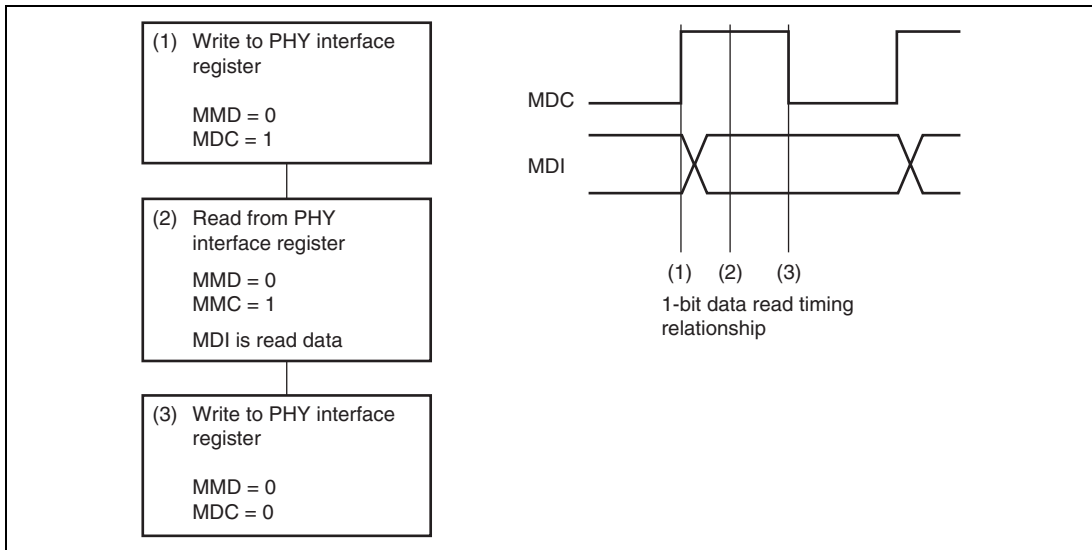 (1) Write to PHY interface
register
MMD = 0
MDC = 1
(2) Read from PHY
interface register
MMD = 0
MMC = 1
MDI is read data
(3) Write to PHY interface
register
MMD = 0
MDC = 0
MDC
MDI
(1) (2) (3)
1-bit data read timing
relationship